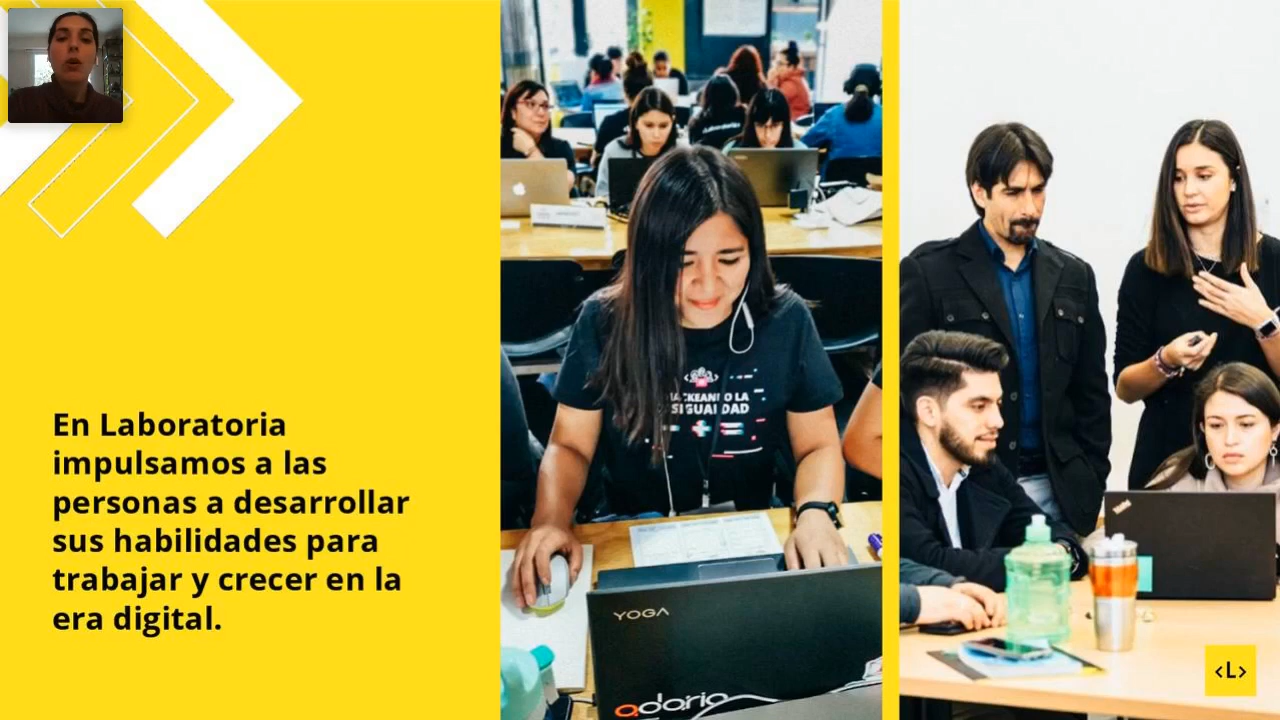 En Laboratoria
impulsamos a las
personas a desarrollar
sus habilidades para
trabajar y crecer en la
era digital.
YOGA
<L>